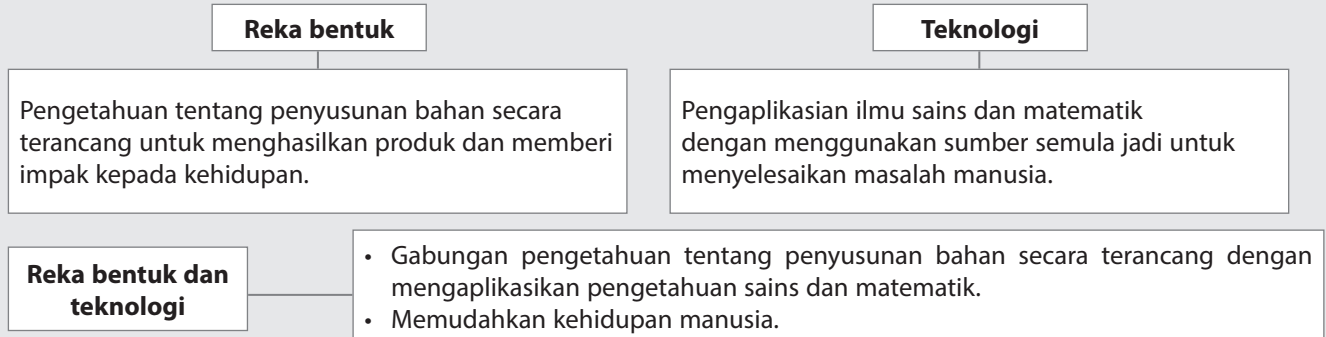 Reka bentuk
Pengetahuan tentang penyusunan bahan secara
terancang untuk menghasilkan produk dan memberi
impak kepada kehidupan.
Teknologi
Pengaplikasian ilmu sains dan matematik
dengan menggunakan sumber semula jadi untuk
menyelesaikan masalah manusia.
Reka bentuk dan
teknologi
• Gabungan pengetahuan tentang penyusunan bahan secara terancang dengan
mengaplikasikan pengetahuan sains dan matematik.
• Memudahkan kehidupan manusia.